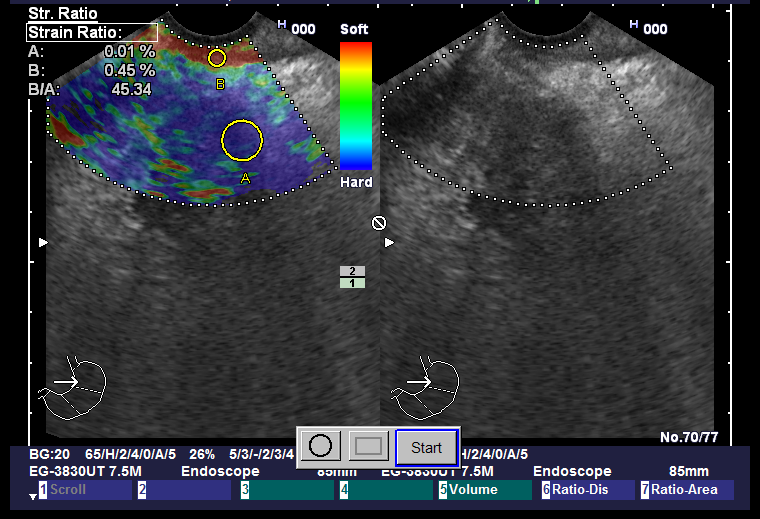 Str. Ratio
Strain Ratio:
A: 0.01 %
B: 0.45 %
B/A: 45.34
H 000
Soft
Hard
B
A
2
1
H 000
No.70/77
Start
BG:20 65/H/2/4/0/A/5 26% 5/3/-/2/3/4 H/2/4/0/A/5
EG-3830UT 7.5M Endoscope 85mm EG-3830UT 7.5M Endoscope 85mm
1 Scroll 2 3 4 5 Volume 6 Ratio-Dis 7 Ratio-Area